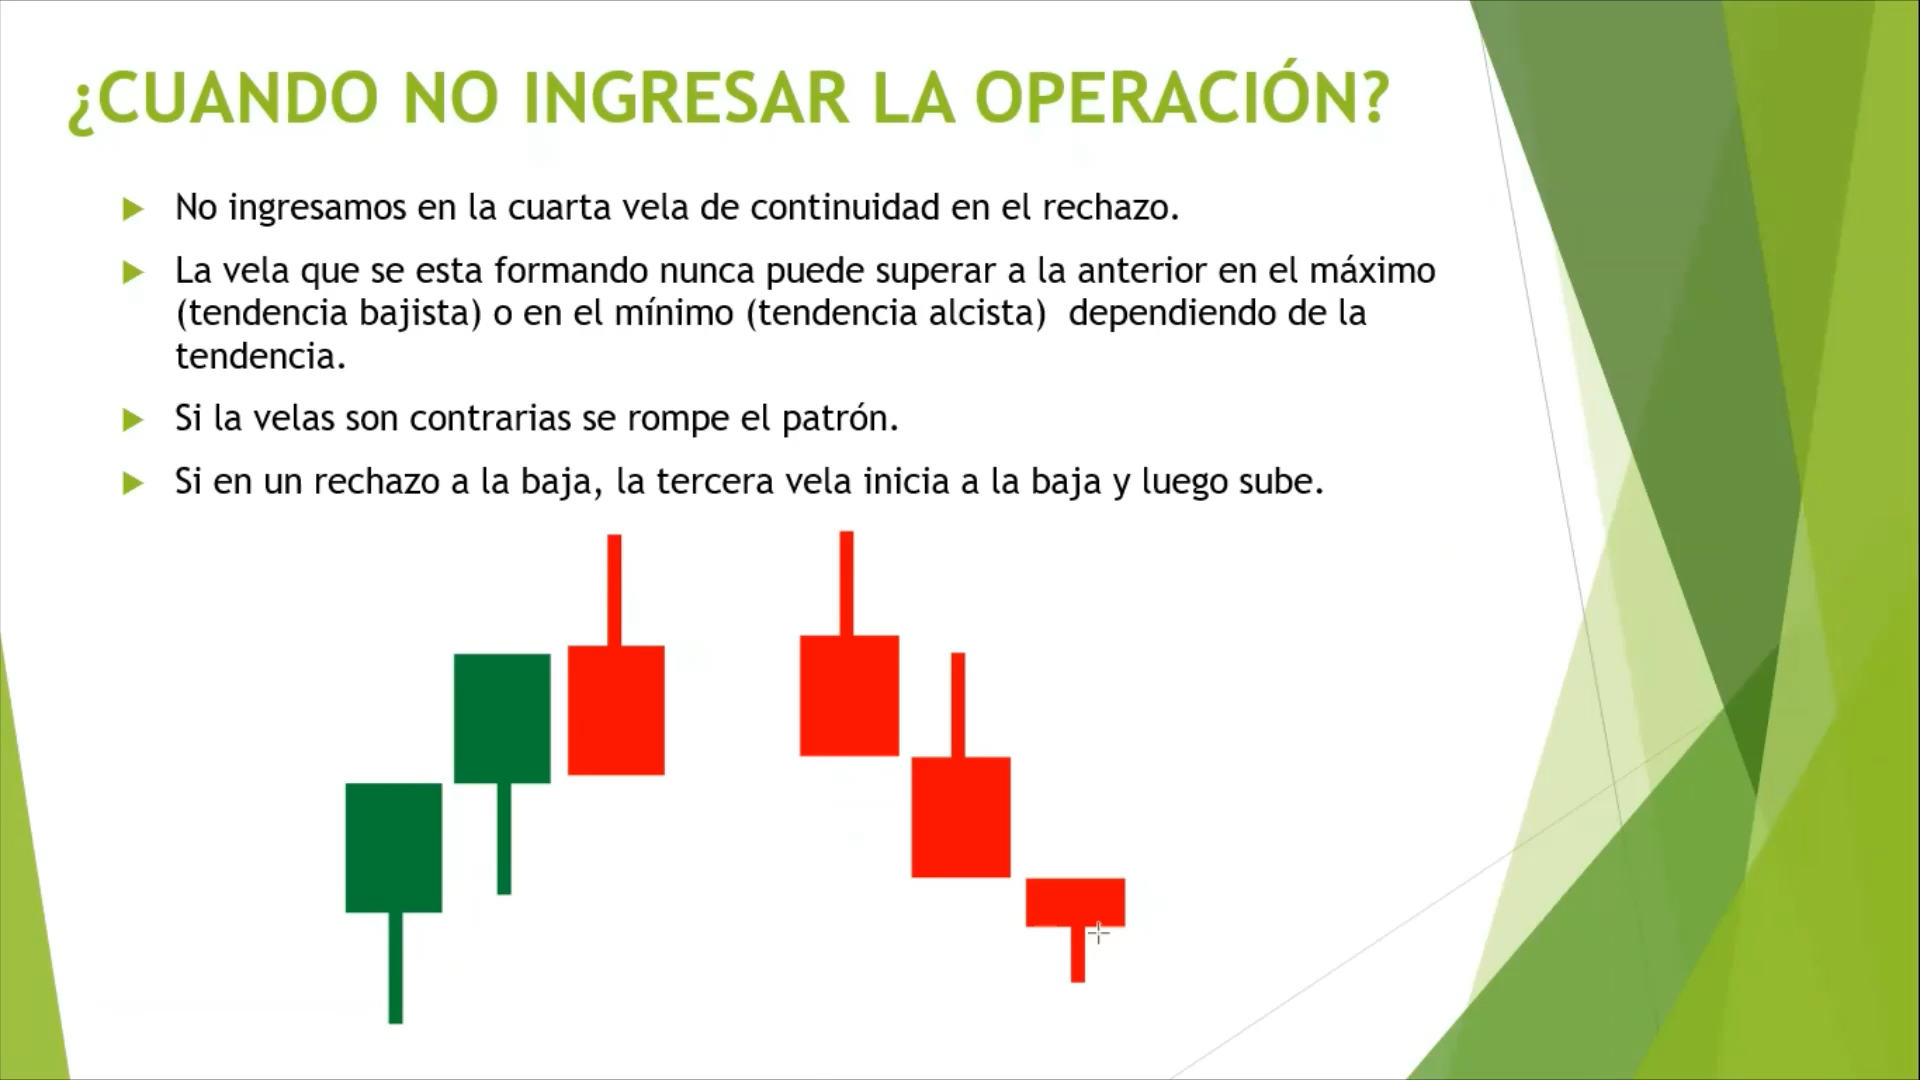 ¿CUANDO NO INGRESAR LA OPERACIÓN?
No ingresamos en la cuarta vela de continuidad en el rechazo.
La vela que se esta formando nunca puede superar a la anterior en el máximo
(tendencia bajista) o en el mínimo (tendencia alcista)  dependiendo de la
tendencia.
Si la velas son contrarias se rompe el patrón.
Si en un rechazo a la baja, la tercera vela inicia a la baja y luego sube.